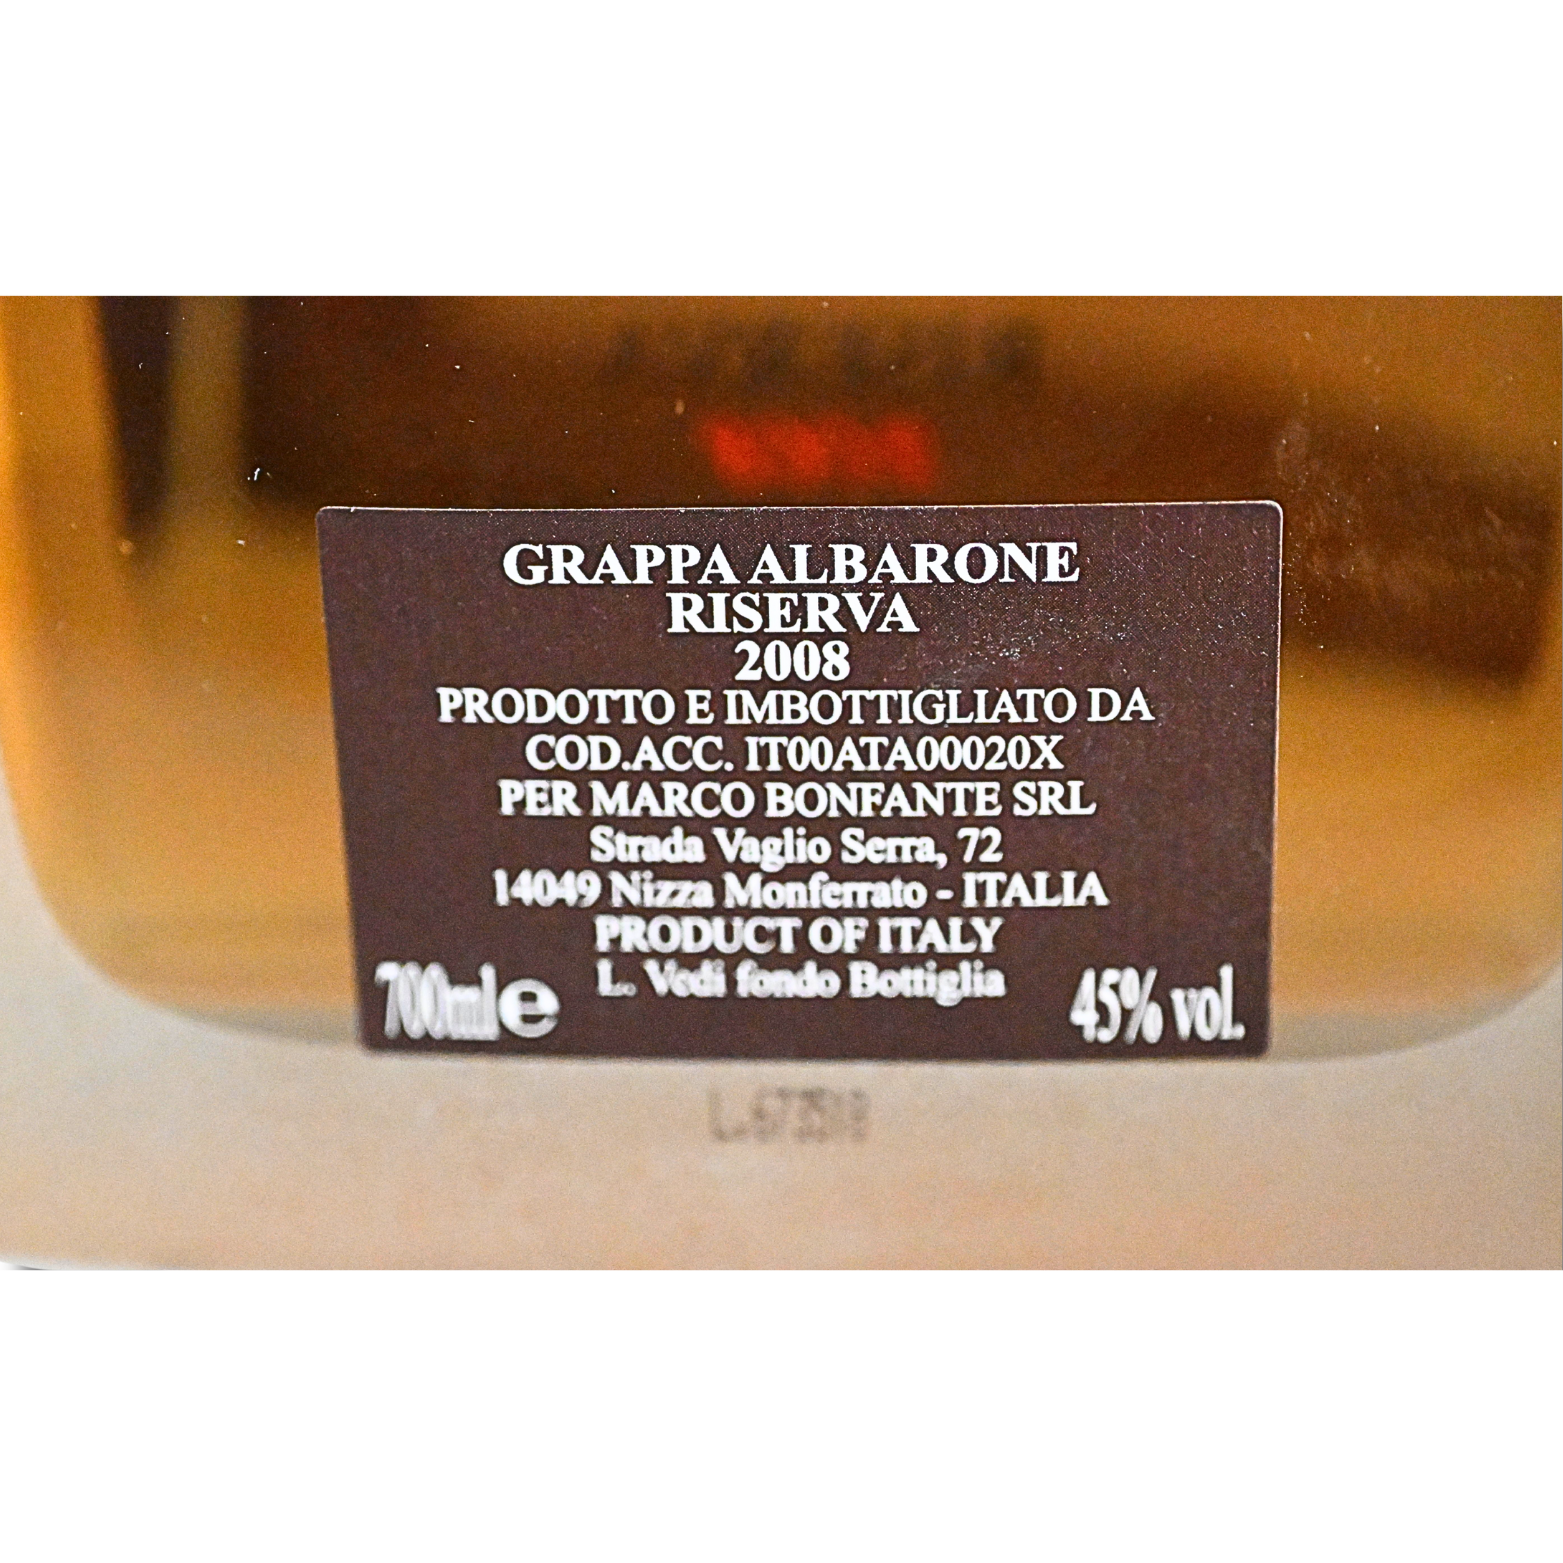 GRAPPA ALBARONE
RISERVA
2008
PRODOTTO E IMBOTTIGLIATO DA
COD.ACC. IT00ATA00020X
PER MARCO BONFANTE SRL
Strada Vaglio Serra, 72
14049 Nizza Monferrato - ITALIA
PRODUCT OF ITALY
L. Vedi fondo Bottiglia
700ml e
45% vol.